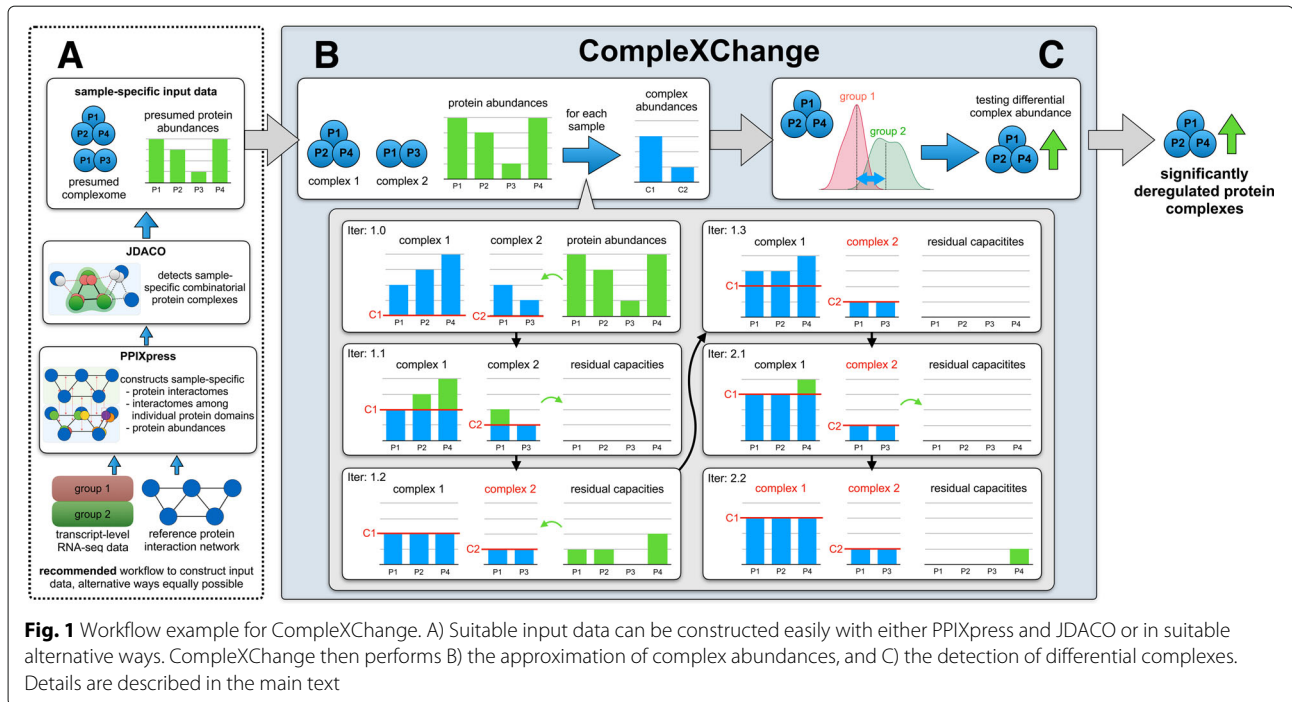 A
sample-specific input data
P1
P2 P4
P1 P3
presumed
complexome
presumed protein
abundances
P1 P2 P3 P4
JDACO
detects sample-
specific combinatorial
protein complexes
PPIXpress
constructs sample-specific
- protein interactomes
- interactomes among
individual protein domains
- protein abundances
group 1
group 2
transcript-level
RNA-seq data
reference protein
interaction network
recommended workflow to construct input
data, alternative ways equally possible
B
CompleXChange
C
P1
P2 P4
complex 1
P1 P3
complex 2
protein abundances
P1 P2 P3 P4
for each
sample
complex
abundances
C1 C2
P1
P2 P4
group 1
group 2
testing differential
complex abundance
P1
P2 P4
P1
P2 P4
significantly
deregulated protein
complexes
Iter: 1.0
complex 1
complex 2
protein abundances
C1
C2
P1 P2 P4
P1 P3
P1 P2 P3 P4
Iter: 1.1
complex 1
complex 2
residual capacities
C1
C2
P1 P2 P4
P1 P3
P1 P2 P3 P4
Iter: 1.2
complex 1
complex 2
residual capacities
C1
C2
P1 P2 P4
P1 P3
P1 P2 P3 P4
Iter: 1.3
complex 1
complex 2
residual capacitites
C1
C2
P1 P2 P4
P1 P3
P1 P2 P3 P4
Iter: 2.1
complex 1
complex 2
residual capacitites
C1
C2
P1 P2 P4
P1 P3
P1 P2 P3 P4
Iter: 2.2
complex 1
complex 2
residual capacitites
C1
C2
P1 P2 P4
P1 P3
P1 P2 P3 P4
Fig. 1 Workflow example for CompleXChange. A) Suitable input data can be constructed easily with either PPIXpress and JDACO or in suitable
alternative ways. CompleXChange then performs B) the approximation of complex abundances, and C) the detection of differential complexes.
Details are described in the main text